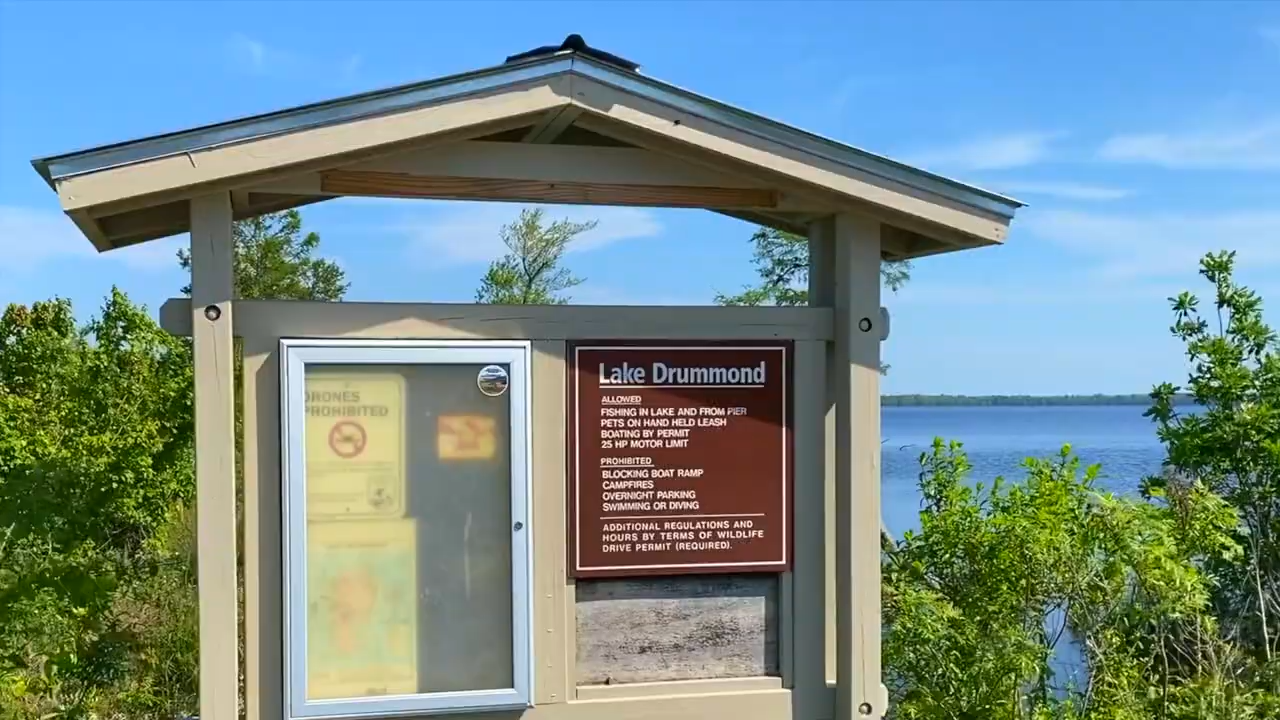 DRONES
PROHIBITED
Lake Drummond
ALLOWED
FISHING IN LAKE AND FROM PIER
PETS ON HAND HELD LEASH
BOATING BY PERMIT
25 HP MOTOR LIMIT
PROHIBITED
BLOCKING BOAT RAMP
CAMPFIRES
OVERNIGHT PARKING
SWIMMING OR DIVING
ADDITIONAL REGULATIONS AND
HOURS BY TERMS OF WILDLIFE
DRIVE PERMIT (REQUIRED).